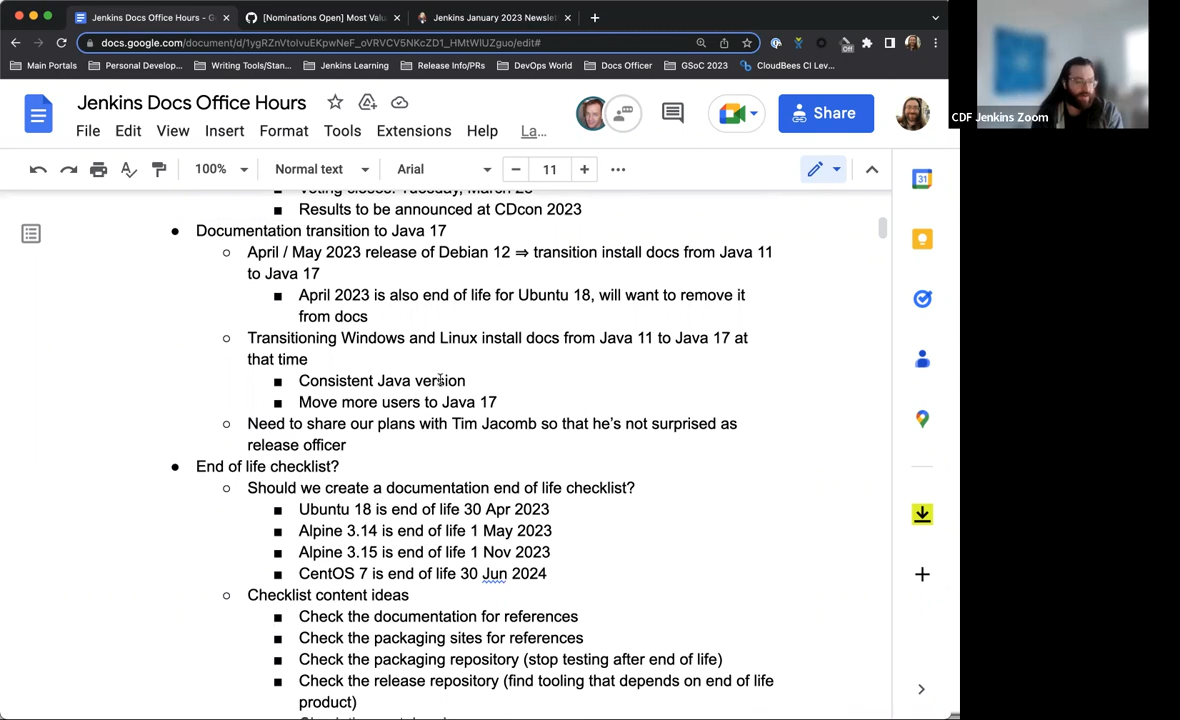 Jenkins Docs Office Hours - G
[Nominations Open] Most Valu
Jenkins January 2023 Newslet
docs.google.com/document/d/1ygRZnVtoIvuEKpwNeF_oVRVCV5NKcZD1_HMtWlUZguo/edit#
Off
Main Portals
Personal Develop...
Writing Tools/Stan...
Jenkins Learning
Release Info/PRs
DevOps World
Docs Officer
GSoC 2023
CloudBees CI Lev...
CDF Jenkins Zoom
Jenkins Docs Office Hours
File Edit View Insert Format Tools Extensions Help La...
Share
100% Normal text Arial 11
Voting closes: Tuesday, March 28
Results to be announced at CDcon 2023
Documentation transition to Java 17
April / May 2023 release of Debian 12 ⇒ transition install docs from Java 11
to Java 17
April 2023 is also end of life for Ubuntu 18, will want to remove it
from docs
Transitioning Windows and Linux install docs from Java 11 to Java 17 at
that time
Consistent Java version
Move more users to Java 17
Need to share our plans with Tim Jacomb so that he's not surprised as
release officer
End of life checklist?
Should we create a documentation end of life checklist?
Ubuntu 18 is end of life 30 Apr 2023
Alpine 3.14 is end of life 1 May 2023
Alpine 3.15 is end of life 1 Nov 2023
CentOS 7 is end of life 30 Jun 2024
Checklist content ideas
Check the documentation for references
Check the packaging sites for references
Check the packaging repository (stop testing after end of life)
Check the release repository (find tooling that depends on end of life
product)
31